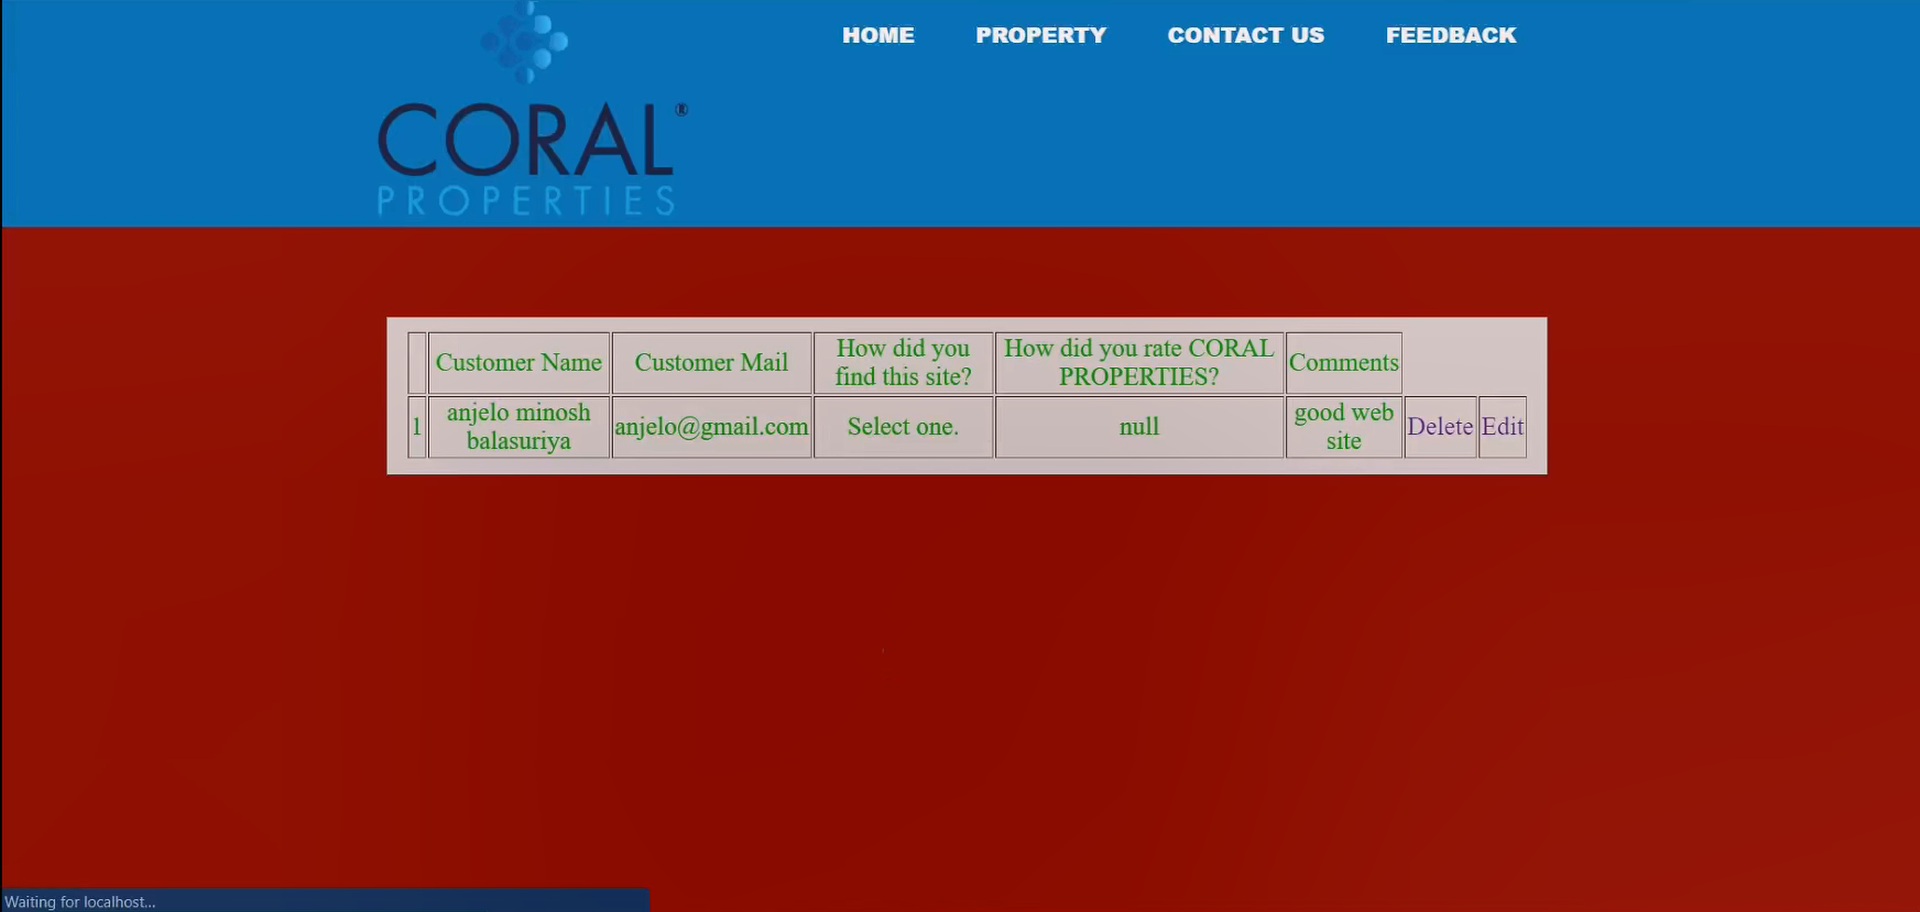 HOME PROPERTY CONTACT US FEEDBACK
CORAL®
PROPERTIES
Customer Name Customer Mail How did you find this site? How did you rate CORAL PROPERTIES? Comments
1 anjelo minosh balasuriya anjelo@gmail.com Select one. null good web site Delete Edit
Waiting for localhost...